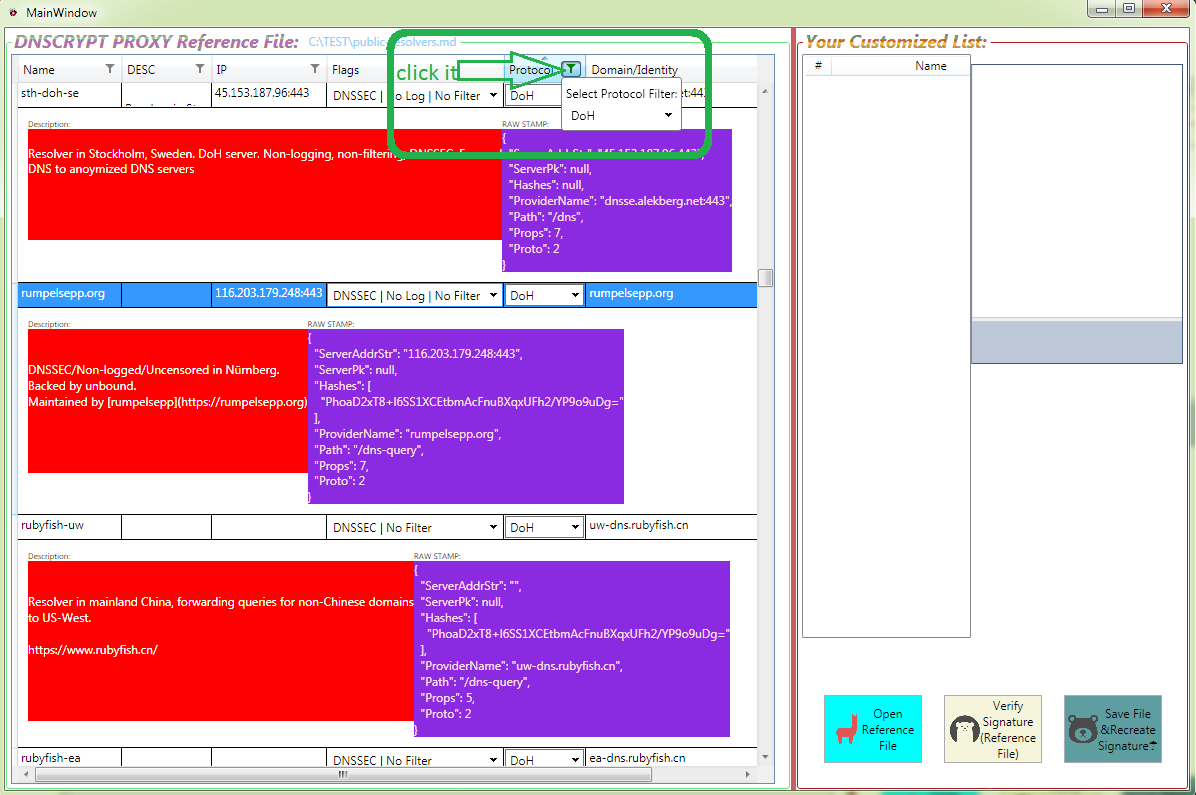 MainWindow
DNSCRYPT PROXY Reference File: C:\TEST\public-resolvers.md
Name DESC IP Flags Protocol Domain/Identity
click it
sth-doh-se 45.153.187.96:443 DNSSEC | No Log | No Filter DoH
Select Protocol Filter:
DoH
Description:
Resolver in Stockholm, Sweden. DoH server. Non-logging, non-filtering, DNSSEC.
DNS to anoymized DNS servers
RAW STAMP:
{
"ServerAddrStr": "45.153.187.96:443",
"ServerPk": null,
"Hashes": null,
"ProviderName": "dnsse.alekberg.net:443",
"Path": "/dns",
"Props": 7,
"Proto": 2
}
rumpelsepp.org 116.203.179.248:443 DNSSEC | No Log | No Filter DoH rumpelsepp.org
Description:
DNSSEC/Non-logged/Uncensored in Nürnberg.
Backed by unbound.
Maintained by [rumpelsepp](https://rumpelsepp.org)
RAW STAMP:
{
"ServerAddrStr": "116.203.179.248:443",
"ServerPk": null,
"Hashes": [
"PhoaD2xT8+I6SS1XCEtbmAcFnuBXqxUFh2/YP9o9uDg="
],
"ProviderName": "rumpelsepp.org",
"Path": "/dns-query",
"Props": 7,
"Proto": 2
}
rubyfish-uw DNSSEC | No Filter DoH uw-dns.rubyfish.cn
Description:
Resolver in mainland China, forwarding queries for non-Chinese domains
to US-West.
https://www.rubyfish.cn/
RAW STAMP:
{
"ServerAddrStr": "",
"ServerPk": null,
"Hashes": [
"PhoaD2xT8+I6SS1XCEtbmAcFnuBXqxUFh2/YP9o9uDg="
],
"ProviderName": "uw-dns.rubyfish.cn",
"Path": "/dns-query",
"Props": 5,
"Proto": 2
}
rubyfish-ea DNSSEC | No Filter DoH ea-dns.rubyfish.cn
Your Customized List:
# Name
Open
Reference
File
Verify
Signature
(Reference
File)
Save File
&Recreate
Signature?